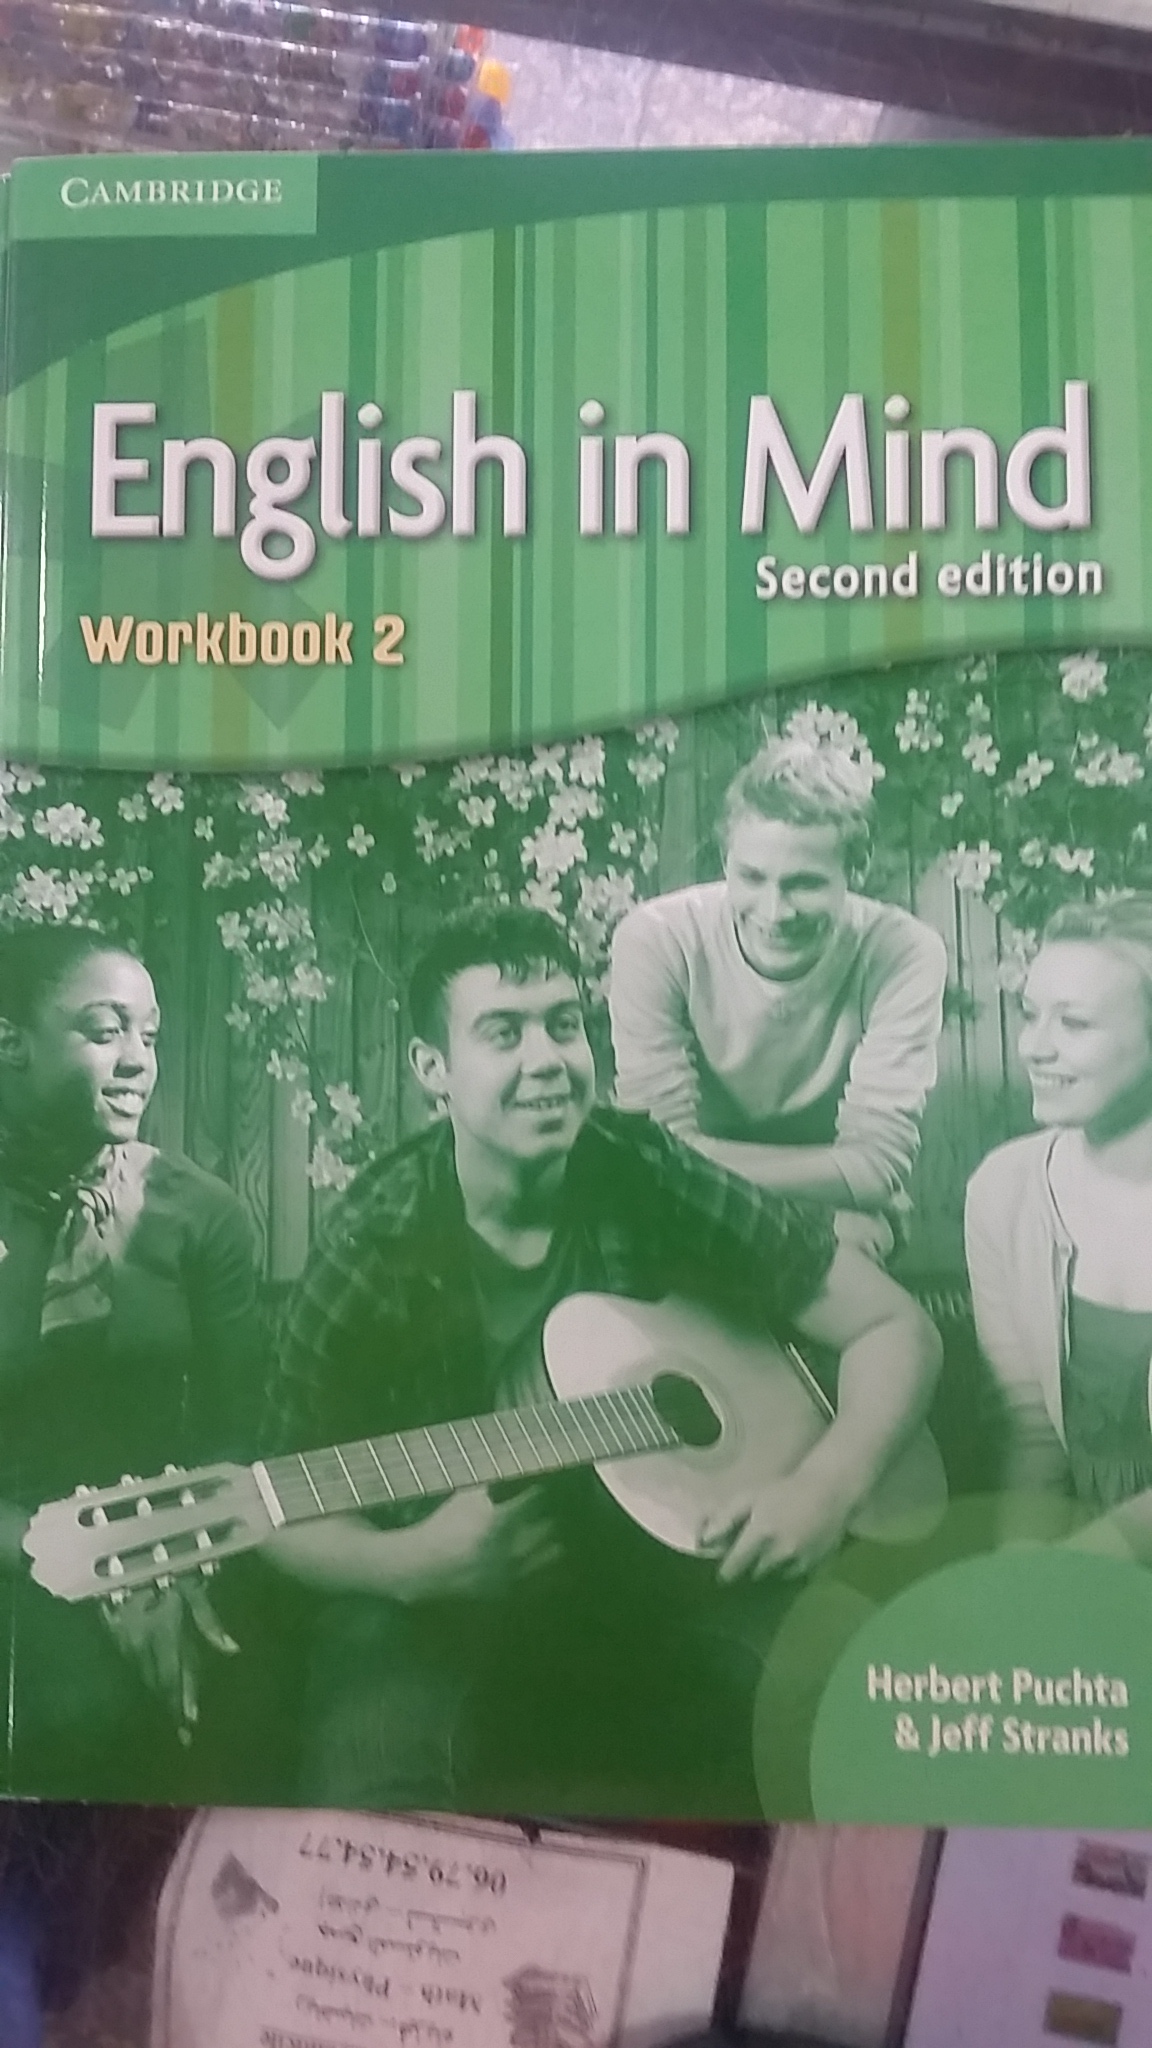 CAMBRIDGE
English in Mind
Second edition
Workbook 2
Herbert Puchta
& Jeff Stranks
Math - Physique
06.79.54.54.77